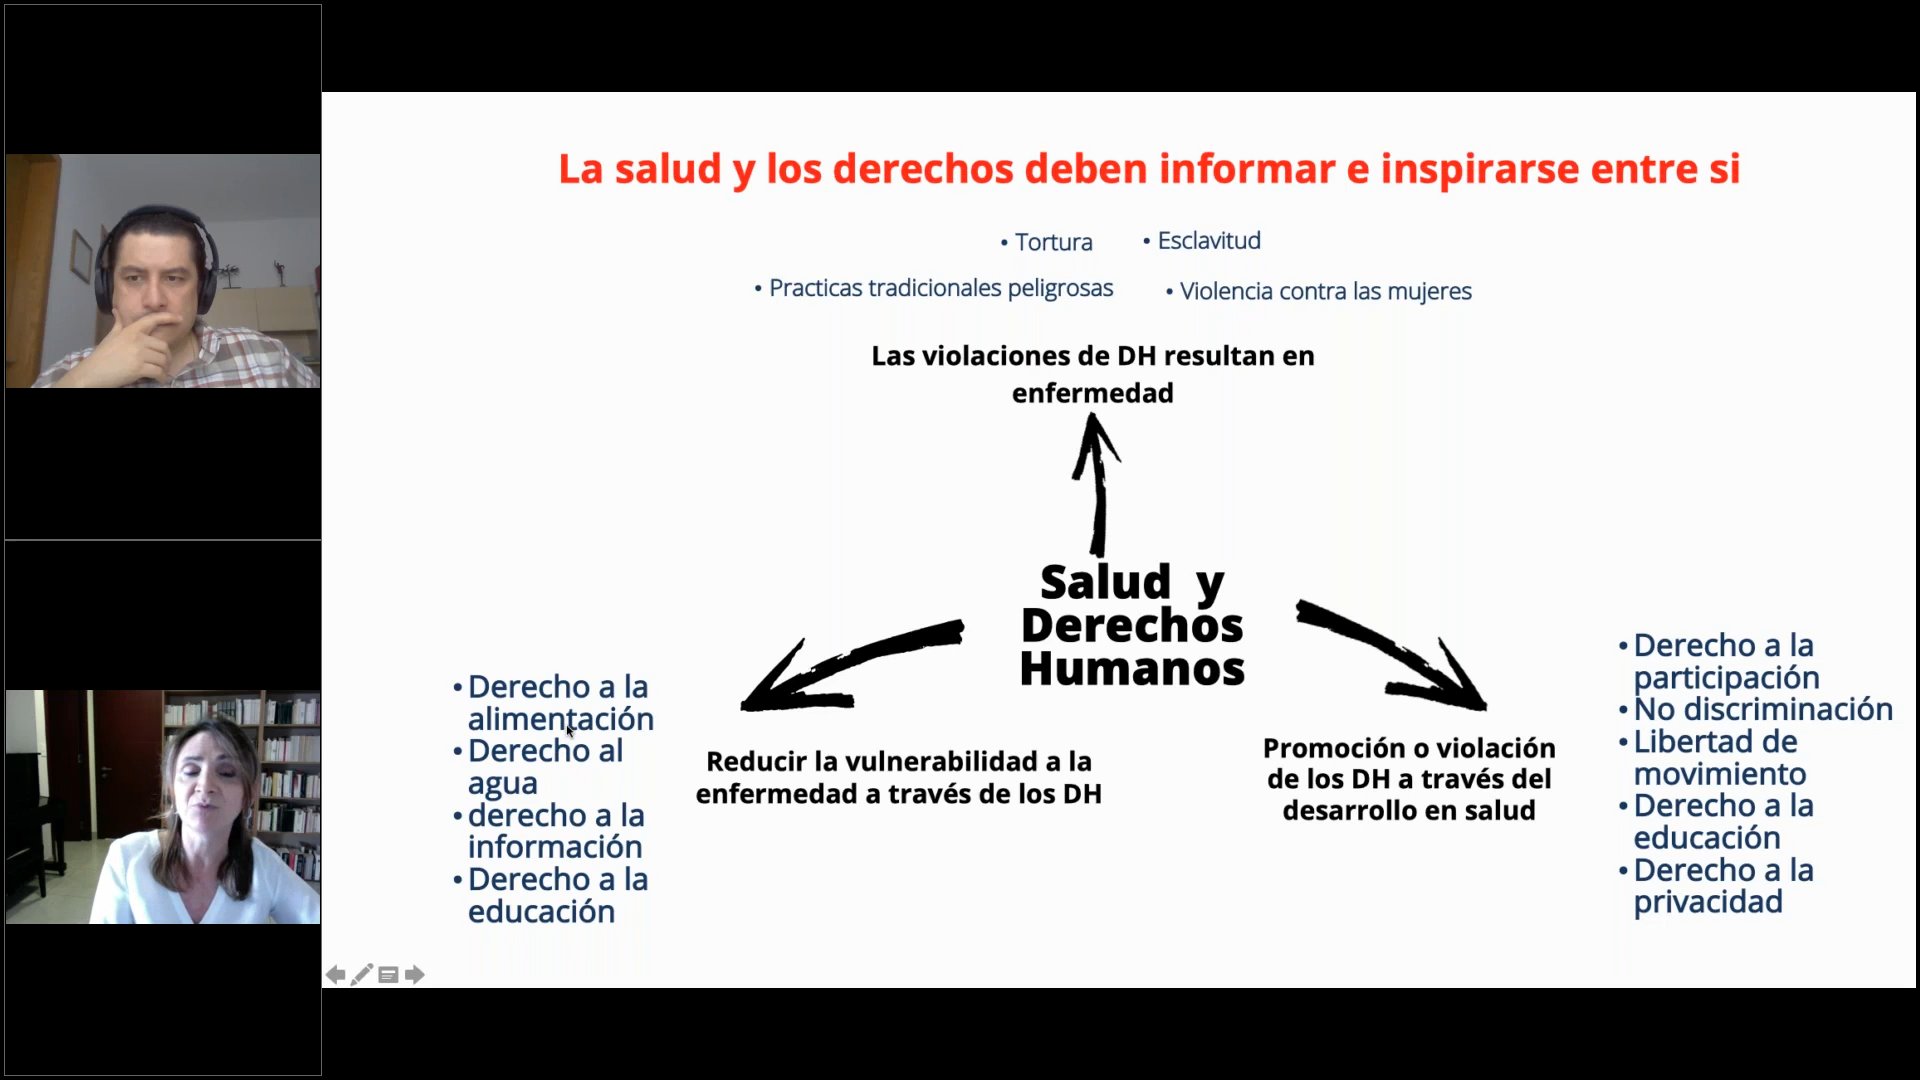 La salud y los derechos deben informar e inspirarse entre si
• Tortura
• Esclavitud
• Practicas tradicionales peligrosas
• Violencia contra las mujeres
Las violaciones de DH resultan en
enfermedad
Salud y
Derechos
Humanos
• Derecho a la
alimentación
• Derecho al
agua
• derecho a la
información
• Derecho a la
educación
Reducir la vulnerabilidad a la
enfermedad a través de los DH
Promoción o violación
de los DH a través del
desarrollo en salud
• Derecho a la
participación
• No discriminación
• Libertad de
movimiento
• Derecho a la
educación
• Derecho a la
privacidad